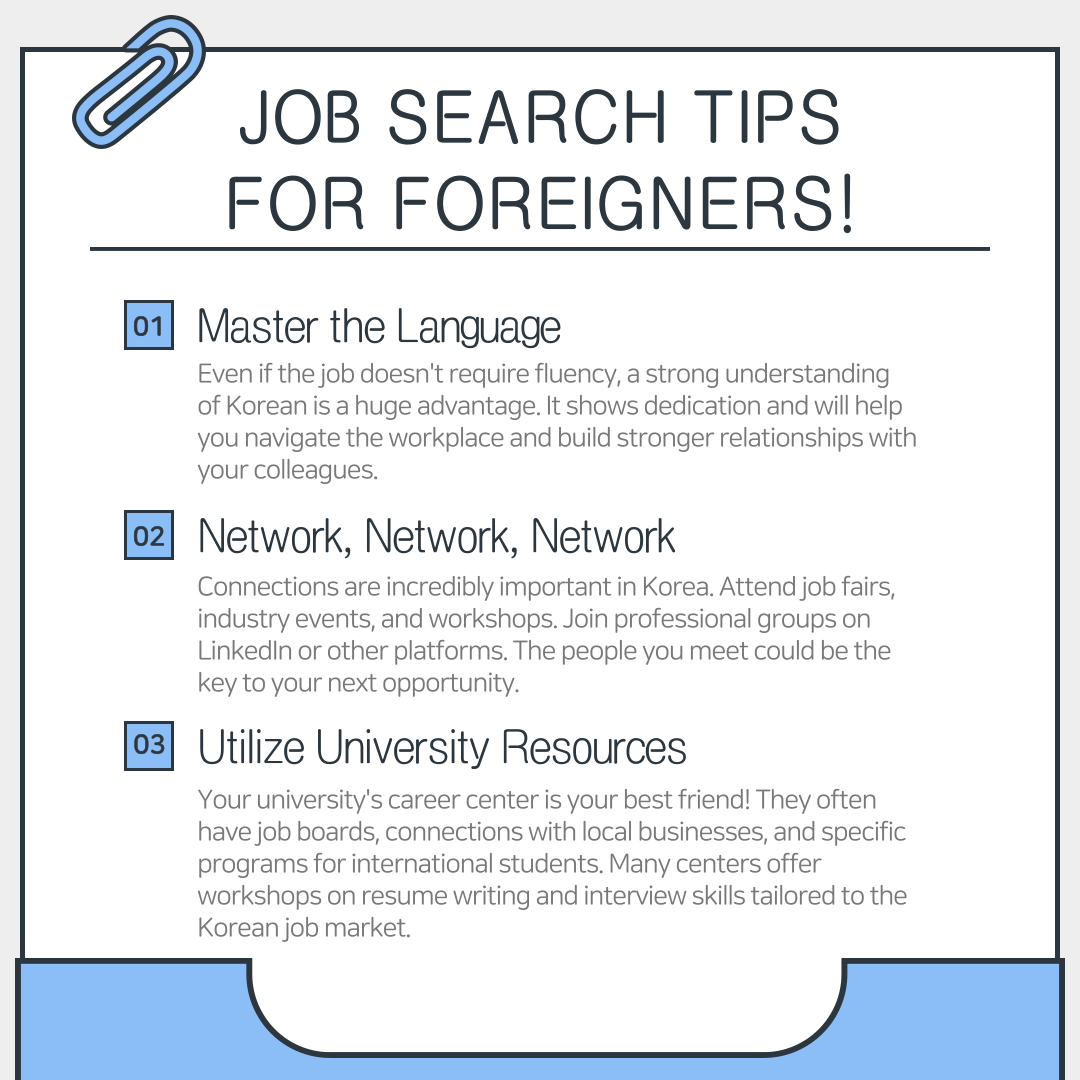 JOB SEARCH TIPS
FOR FOREIGNERS!
01
Master the Language
Even if the job doesn't require fluency, a strong understanding
of Korean is a huge advantage. It shows dedication and will help
you navigate the workplace and build stronger relationships with
your colleagues.
02
Network, Network, Network
Connections are incredibly important in Korea. Attend job fairs,
industry events, and workshops. Join professional groups on
LinkedIn or other platforms. The people you meet could be the
key to your next opportunity.
03
Utilize University Resources
Your university's career center is your best friend! They often
have job boards, connections with local businesses, and specific
programs for international students. Many centers offer
workshops on resume writing and interview skills tailored to the
Korean job market.